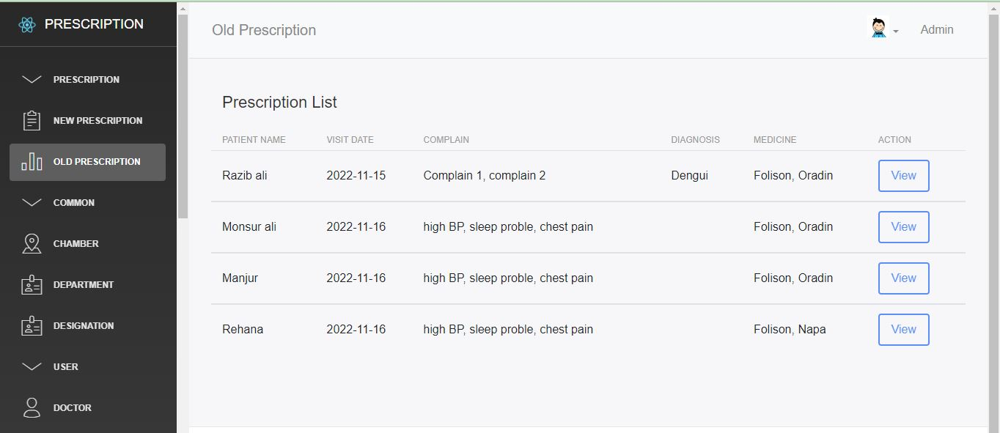 PRESCRIPTION
PRESCRIPTION
NEW PRESCRIPTION
OLD PRESCRIPTION
COMMON
CHAMBER
DEPARTMENT
DESIGNATION
USER
DOCTOR
Old Prescription
Admin
Prescription List
PATIENT NAME VISIT DATE COMPLAIN DIAGNOSIS MEDICINE ACTION
Razib ali 2022-11-15 Complain 1, complain 2 Dengui Folison, Oradin View
Monsur ali 2022-11-16 high BP, sleep proble, chest pain Folison, Oradin View
Manjur 2022-11-16 high BP, sleep proble, chest pain Folison, Oradin View
Rehana 2022-11-16 high BP, sleep proble, chest pain Folison, Napa View